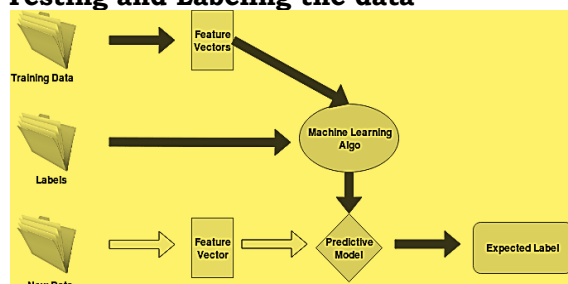 Testing and Labeling the data
Feature
Vectors
Training Data
Machine Learning
Algo
Labels
Feature
Vector
Predictive
Model
Expected Label
New Data